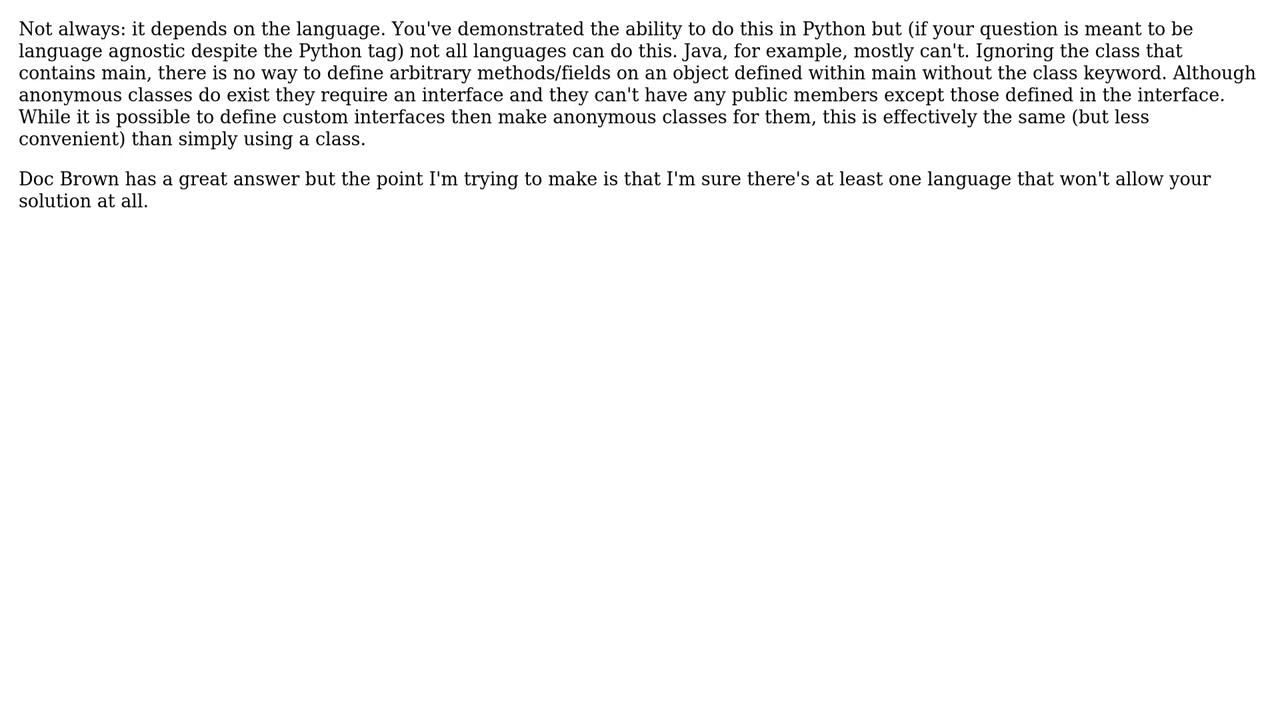 Not always: it depends on the language. You've demonstrated the ability to do this in Python but (if your question is meant to be
language agnostic despite the Python tag) not all languages can do this. Java, for example, mostly can't. Ignoring the class that
contains main, there is no way to define arbitrary methods/fields on an object defined within main without the class keyword. Although
anonymous classes do exist they require an interface and they can't have any public members except those defined in the interface.
While it is possible to define custom interfaces then make anonymous classes for them, this is effectively the same (but less
convenient) than simply using a class.
Doc Brown has a great answer but the point I'm trying to make is that I'm sure there's at least one language that won't allow your
solution at all.